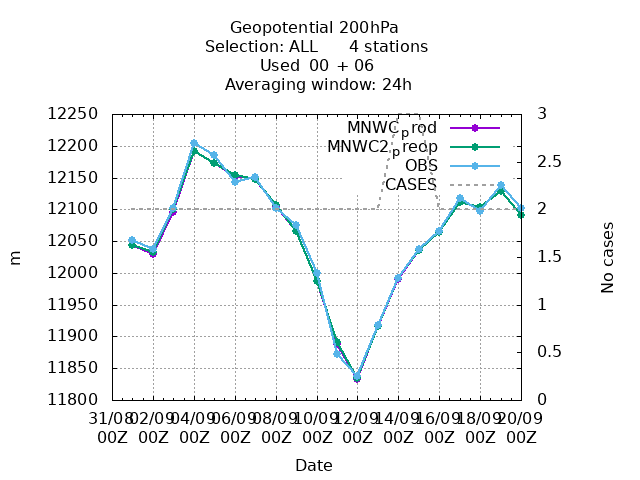 Geopotential 200hPa
Selection: ALL 4 stations
Used 00 + 06
Averaging window: 24h
12250
12200
12150
12100
12050
12000
11950
11900
11850
11800
m
3
2.5
2
1.5
1
0.5
0
No cases
MNWCprod
MNWC2preop
OBS
CASES
31/08 02/09 04/09 06/09 08/09 10/09 12/09 14/09 16/09 18/09 20/09
00Z 00Z 00Z 00Z 00Z 00Z 00Z 00Z 00Z 00Z 00Z
Date